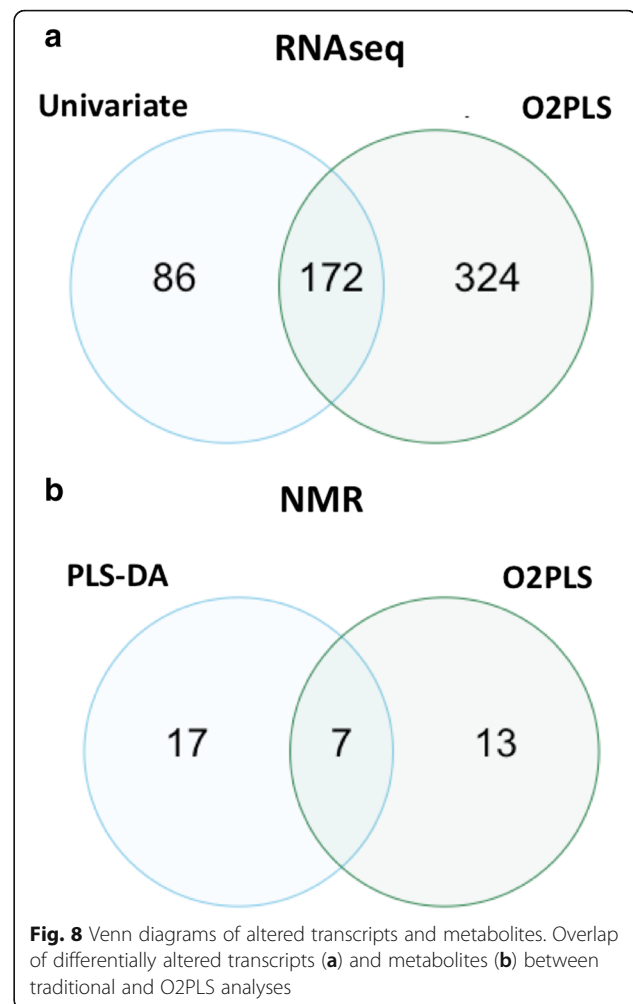 a
RNAseq
Univariate
O2PLS
86
172
324
b
NMR
PLS-DA
O2PLS
17
7
13
Fig. 8 Venn diagrams of altered transcripts and metabolites. Overlap
of differentially altered transcripts (a) and metabolites (b) between
traditional and O2PLS analyses